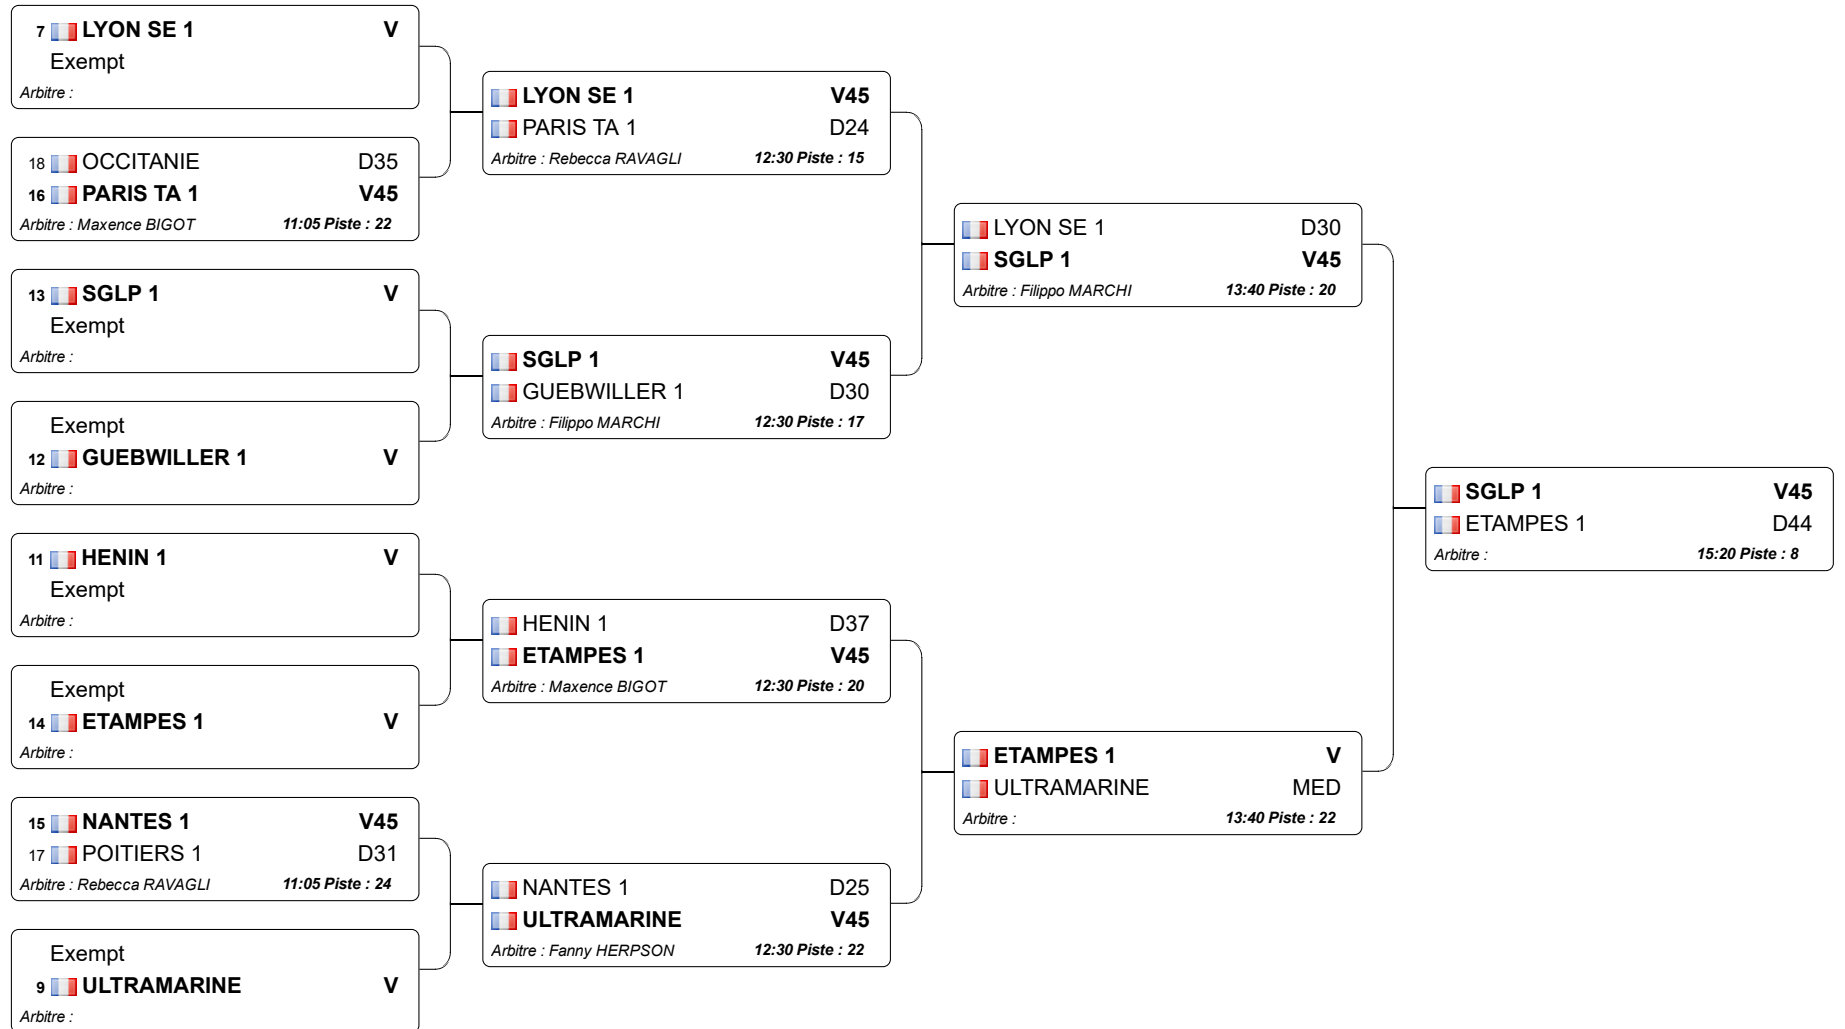 7 LYON SE 1 V
Exempt
Arbitre :
18 OCCITANIE D35
16 PARIS TA 1 V45
Arbitre : Maxence BIGOT 11:05 Piste : 22
13 SGLP 1 V
Exempt
Arbitre :
Exempt
12 GUEBWILLER 1 V
Arbitre :
11 HENIN 1 V
Exempt
Arbitre :
Exempt
14 ETAMPES 1 V
Arbitre :
15 NANTES 1 V45
17 POITIERS 1 D31
Arbitre : Rebecca RAVAGLI 11:05 Piste : 24
Exempt
9 ULTRAMARINE V
Arbitre :
LYON SE 1 V45
PARIS TA 1 D24
Arbitre : Rebecca RAVAGLI 12:30 Piste : 15
SGLP 1 V45
GUEBWILLER 1 D30
Arbitre : Filippo MARCHI 12:30 Piste : 17
HENIN 1 D37
ETAMPES 1 V45
Arbitre : Maxence BIGOT 12:30 Piste : 20
NANTES 1 D25
ULTRAMARINE V45
Arbitre : Fanny HERPSON 12:30 Piste : 22
LYON SE 1 D30
SGLP 1 V45
Arbitre : Filippo MARCHI 13:40 Piste : 20
ETAMPES 1 V
ULTRAMARINE MED
Arbitre : 13:40 Piste : 22
SGLP 1 V45
ETAMPES 1 D44
Arbitre : 15:20 Piste : 8